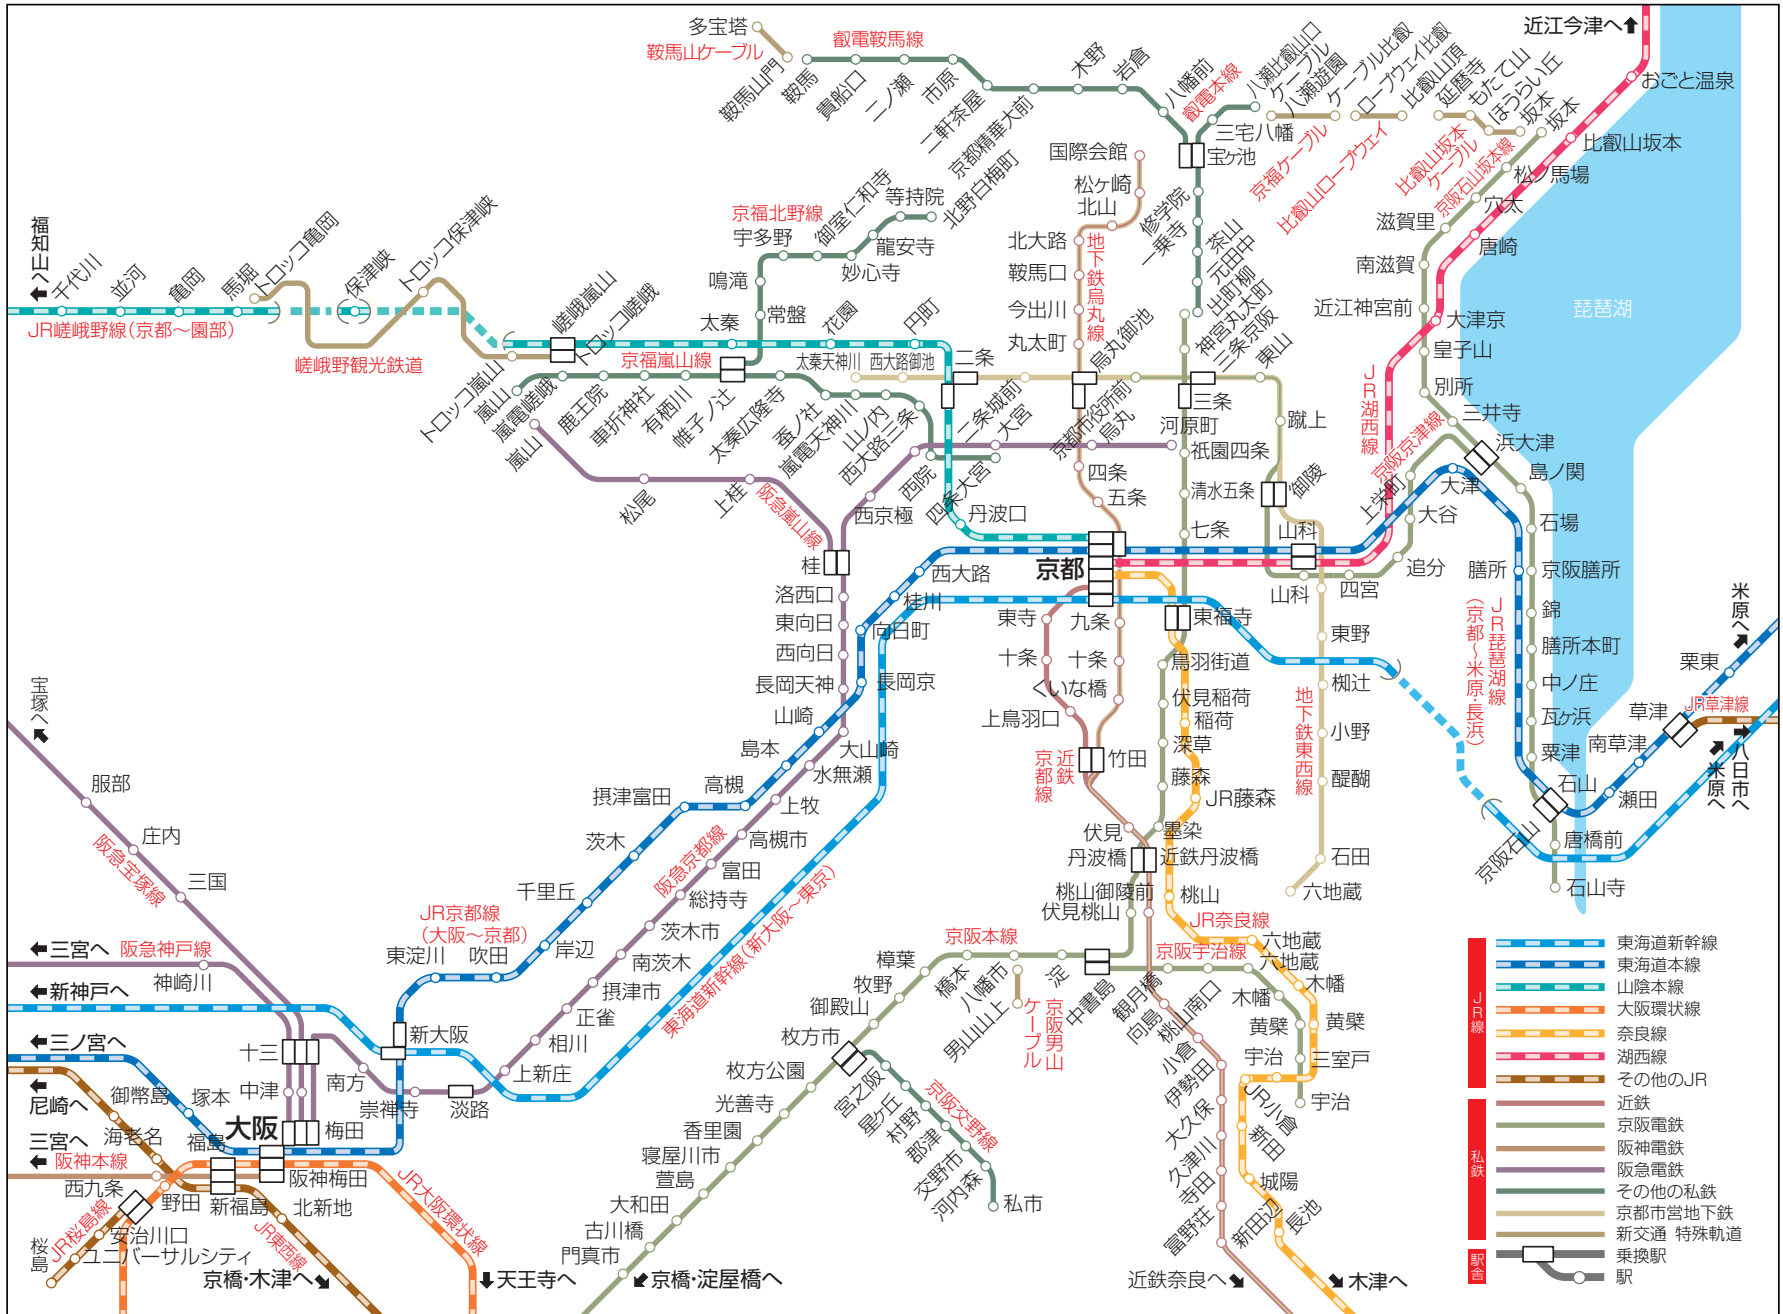 近江今津へ
多宝塔
鞍馬山ケーブル
鞍馬山門
鞍馬
貴船口
二ノ瀬
市原
二軒茶屋
京都精華大前
叡電鞍馬線
木野
岩倉
八幡前
叡電本線
八瀬比叡山口
ケーブル
八瀬遊園
ケーブル比叡
ロープウェイ比叡
比叡山頂
延暦寺
もたて山
ほうらい丘
坂本
坂本
三宅八幡
宝ヶ池
京福ケーブル
比叡山ロープウェイ
比叡山坂本
ケーブル
京阪石山坂本線
おごと温泉
比叡山坂本
松ノ馬場
穴太
滋賀里
唐崎
南滋賀
近江神宮前
大津京
皇子山
別所
三井寺
浜大津
島ノ関
石場
琵琶湖
国際会館
松ヶ崎
北山
北大路
鞍馬口
今出川
丸太町
地下鉄烏丸線
烏丸御池
修学院
一乗寺
茶山
元田中
出町柳
神宮丸太町
三条京阪
東山
三条
蹴上
御陵
京福北野線
宇多野
御室仁和寺
等持院
北野白梅町
龍安寺
妙心寺
鳴滝
常盤
福知山へ
千代川
並河
亀岡
馬堀
トロッコ亀岡
保津峡
トロッコ保津峡
JR嵯峨野線(京都〜園部)
嵯峨野観光鉄道
嵯峨嵐山
トロッコ嵯峨
トロッコ嵐山
太秦
花園
円町
太秦天神川
西大路御池
二条
京福嵐山線
嵐山
嵐電嵯峨
鹿王院
車折神社
有栖川
帷子ノ辻
太秦広隆寺
蚕ノ社
嵐電天神川
山ノ内
西大路三条
二条城前
大宮
京都市役所前
烏丸
河原町
祇園四条
清水五条
七条
四条
五条
西院
四条大宮
丹波口
西京極
嵐山
松尾
上桂
阪急嵐山線
桂
洛西口
東向日
西向日
長岡天神
山崎
島本
高槻
摂津富田
茨木
千里丘
岸辺
吹田
東淀川
新大阪
西大路
桂川
向日町
長岡京
大山崎
水無瀬
上牧
高槻市
富田
総持寺
茨木市
南茨木
摂津市
正雀
相川
上新庄
淡路
崇禅寺
南方
十三
中津
梅田
阪急京都線
JR京都線
(大阪〜京都)
東海道新幹線(新大阪〜東京)
京都
東寺
九条
十条
十条
くいな橋
上鳥羽口
近鉄
京都線
竹田
伏見
丹波橋
近鉄丹波橋
桃山御陵前
伏見桃山
東福寺
鳥羽街道
伏見稲荷
稲荷
深草
藤森
JR藤森
墨染
桃山
JR奈良線
京阪宇治線
六地蔵
六地蔵
木幡
木幡
黄檗
黄檗
宇治
三室戸
宇治
JR小倉
新田
城陽
長池
木津へ
山科
山科
四宮
追分
大谷
上栄町
大津
京阪京津線
JR湖西線
東野
椥辻
小野
醍醐
石田
六地蔵
地下鉄東西線
膳所
京阪膳所
錦
膳所本町
中ノ庄
瓦ヶ浜
粟津
石山
京阪石山
唐橋前
石山寺
瀬田
南草津
草津
栗東
JR草津線
米原へ
米原へ
八日市へ
JR琵琶湖線
(京都〜米原・長浜)
京阪本線
樟葉
橋本
八幡市
淀
中書島
観月橋
向島
桃山南口
小倉
伊勢田
大久保
久津川
寺田
富野荘
新田辺
近鉄奈良へ
男山山上
京阪男山
ケーブル
牧野
御殿山
枚方市
枚方公園
光善寺
香里園
寝屋川市
萱島
大和田
古川橋
門真市
京橋・淀屋橋へ
宮之阪
星ヶ丘
村野
郡津
交野市
河内森
私市
京阪交野線
宝塚へ
服部
庄内
三国
阪急宝塚線
三宮へ
阪急神戸線
神崎川
新神戸へ
三ノ宮へ
尼崎へ
御幣島
塚本
海老名
大阪
福島
三宮へ
阪神本線
西九条
野田
新福島
阪神梅田
北新地
JR大阪環状線
JR東西線
JR桜島線
安治川口
ユニバーサルシティ
桜島
京橋・木津へ
天王寺へ
JR線
東海道新幹線
東海道本線
山陰本線
大阪環状線
奈良線
湖西線
その他のJR
私鉄
近鉄
京阪電鉄
阪神電鉄
阪急電鉄
その他の私鉄
京都市営地下鉄
新交通 特殊軌道
駅舎
乗換駅
駅